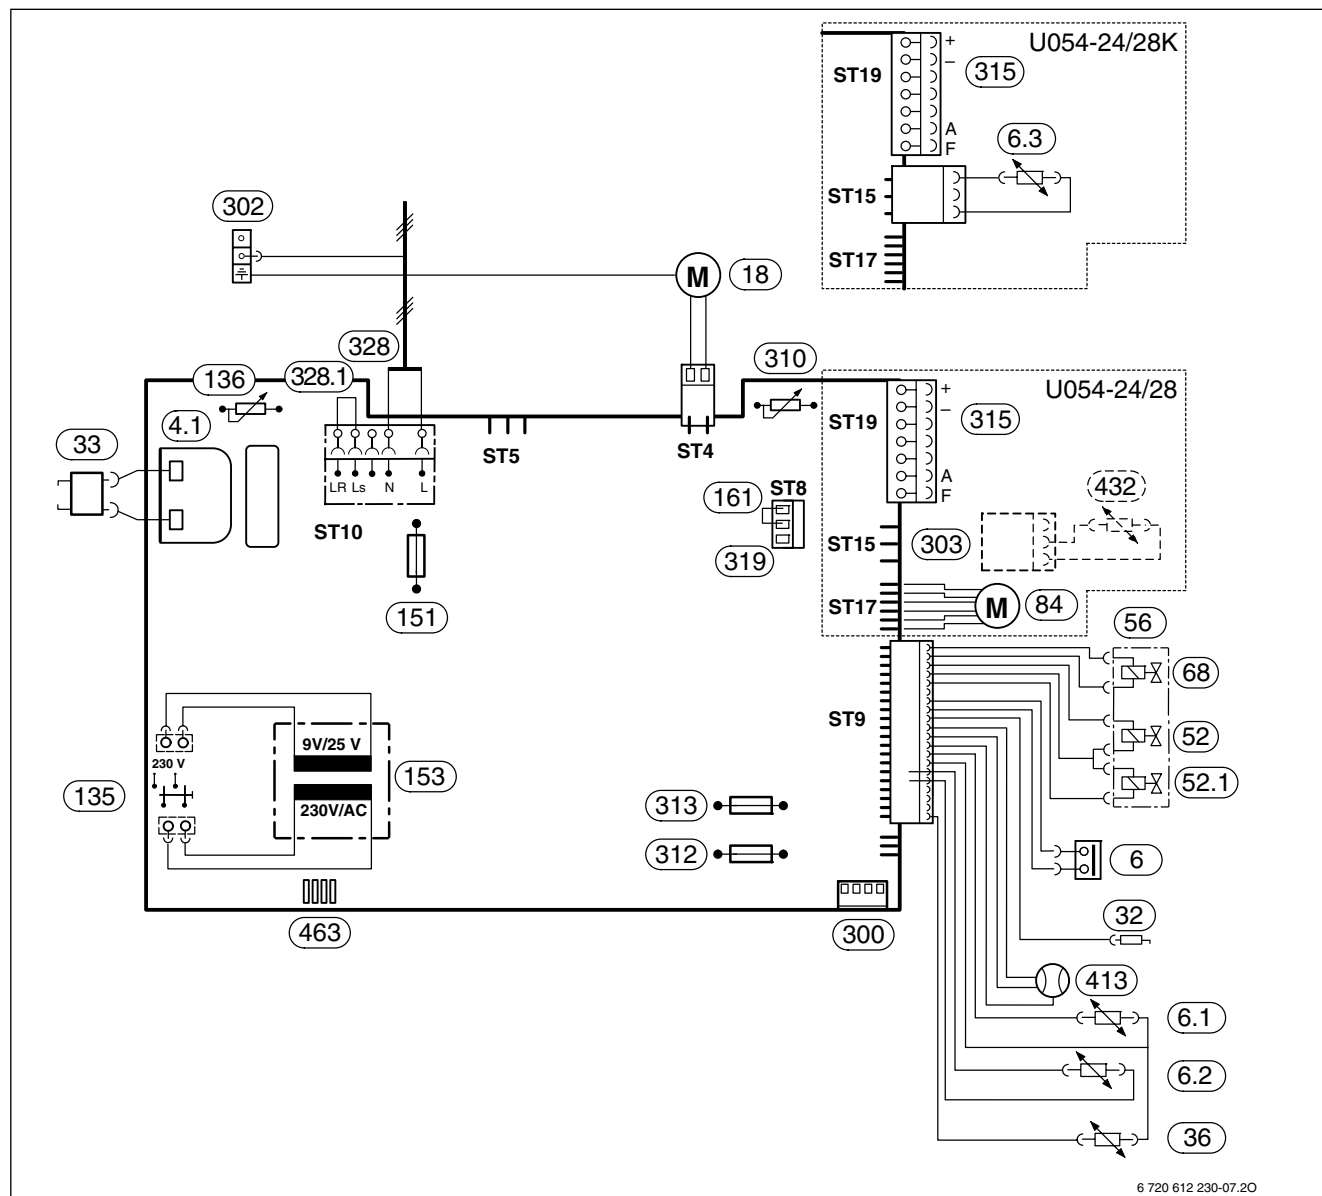 U054-24/28K
+
–
ST19
315
A
F
6.3
ST15
ST17
302
M
18
328
136
328.1
310
U054-24/28
+
–
ST19
315
A
F
4.1
33
ST5
ST4
LR Ls N L
ST10
161
ST8
319
432
ST15
303
151
ST17
M
84
56
68
ST9
52
52.1
9V/25 V
230 V
153
135
230V/AC
313
312
6
463
300
32
413
6.1
6.2
36
6 720 612 230-07.2O